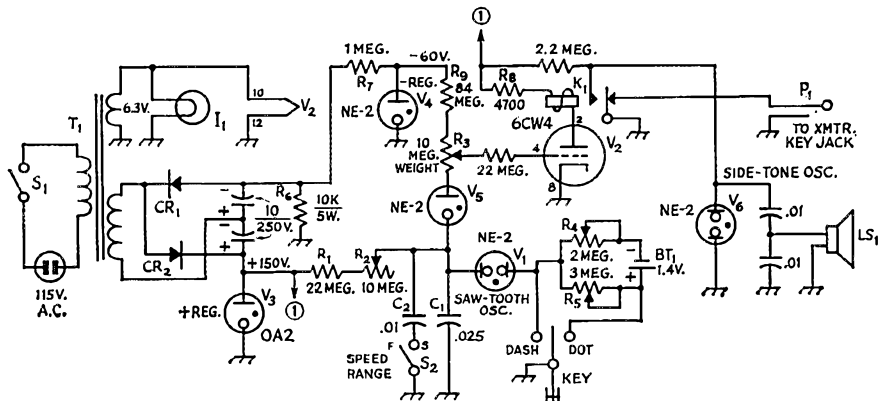 1
1 MEG.
R7
-60V.
-REG.
V4
NE-2
R9
84
MEG.
2.2 MEG.
R8
4700
K1
6CW4
2
4
8
V2
P1
TO XMTR.
KEY JACK
6.3V.
I1
10
12
V2
T1
S1
115V.
A.C.
CR1
CR2
-
+
-
+
10
250V.
R6
10K
5W.
10
MEG.
WEIGHT
R3
22 MEG.
V5
NE-2
SIDE-TONE OSC.
NE-2
V6
.01
.01
LS1
+150V.
1
R1
22 MEG.
R2
10 MEG.
+REG.
V3
OA2
C2
.01
C1
.025
F
S
S2
SPEED
RANGE
NE-2
V1
SAW-TOOTH
OSC.
R4
2 MEG.
3 MEG.
R5
-
+
BT1
1.4V.
DASH
DOT
KEY